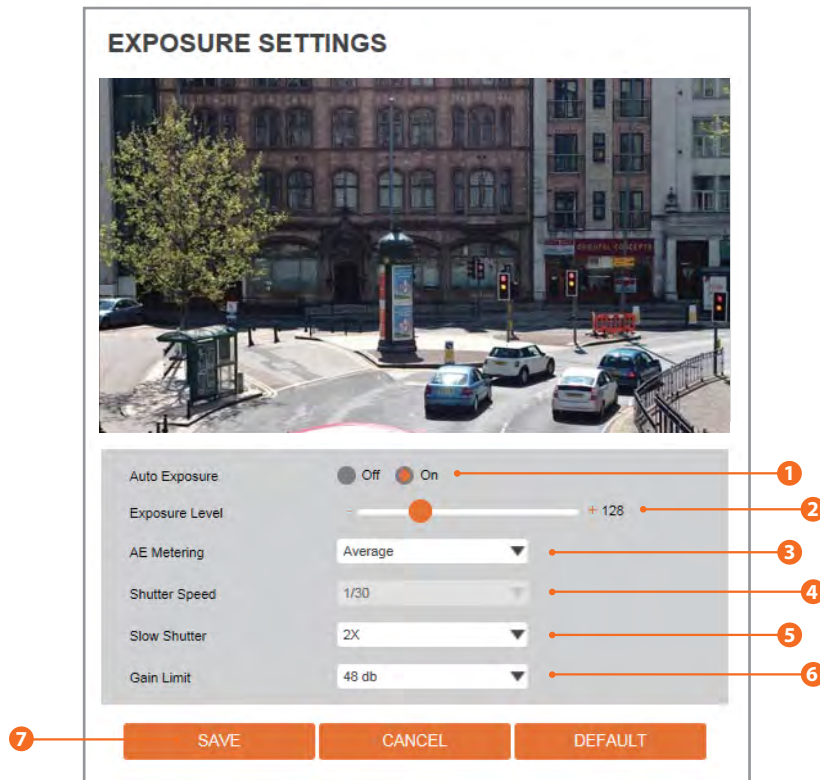 EXPOSURE SETTINGS
ORIENTAL CONCEPTS
Auto Exposure Off On 1
Exposure Level - + 128 2
AE Metering Average 3
Shutter Speed 1/30 4
Slow Shutter 2X 5
Gain Limit 48 db 6
7 SAVE CANCEL DEFAULT